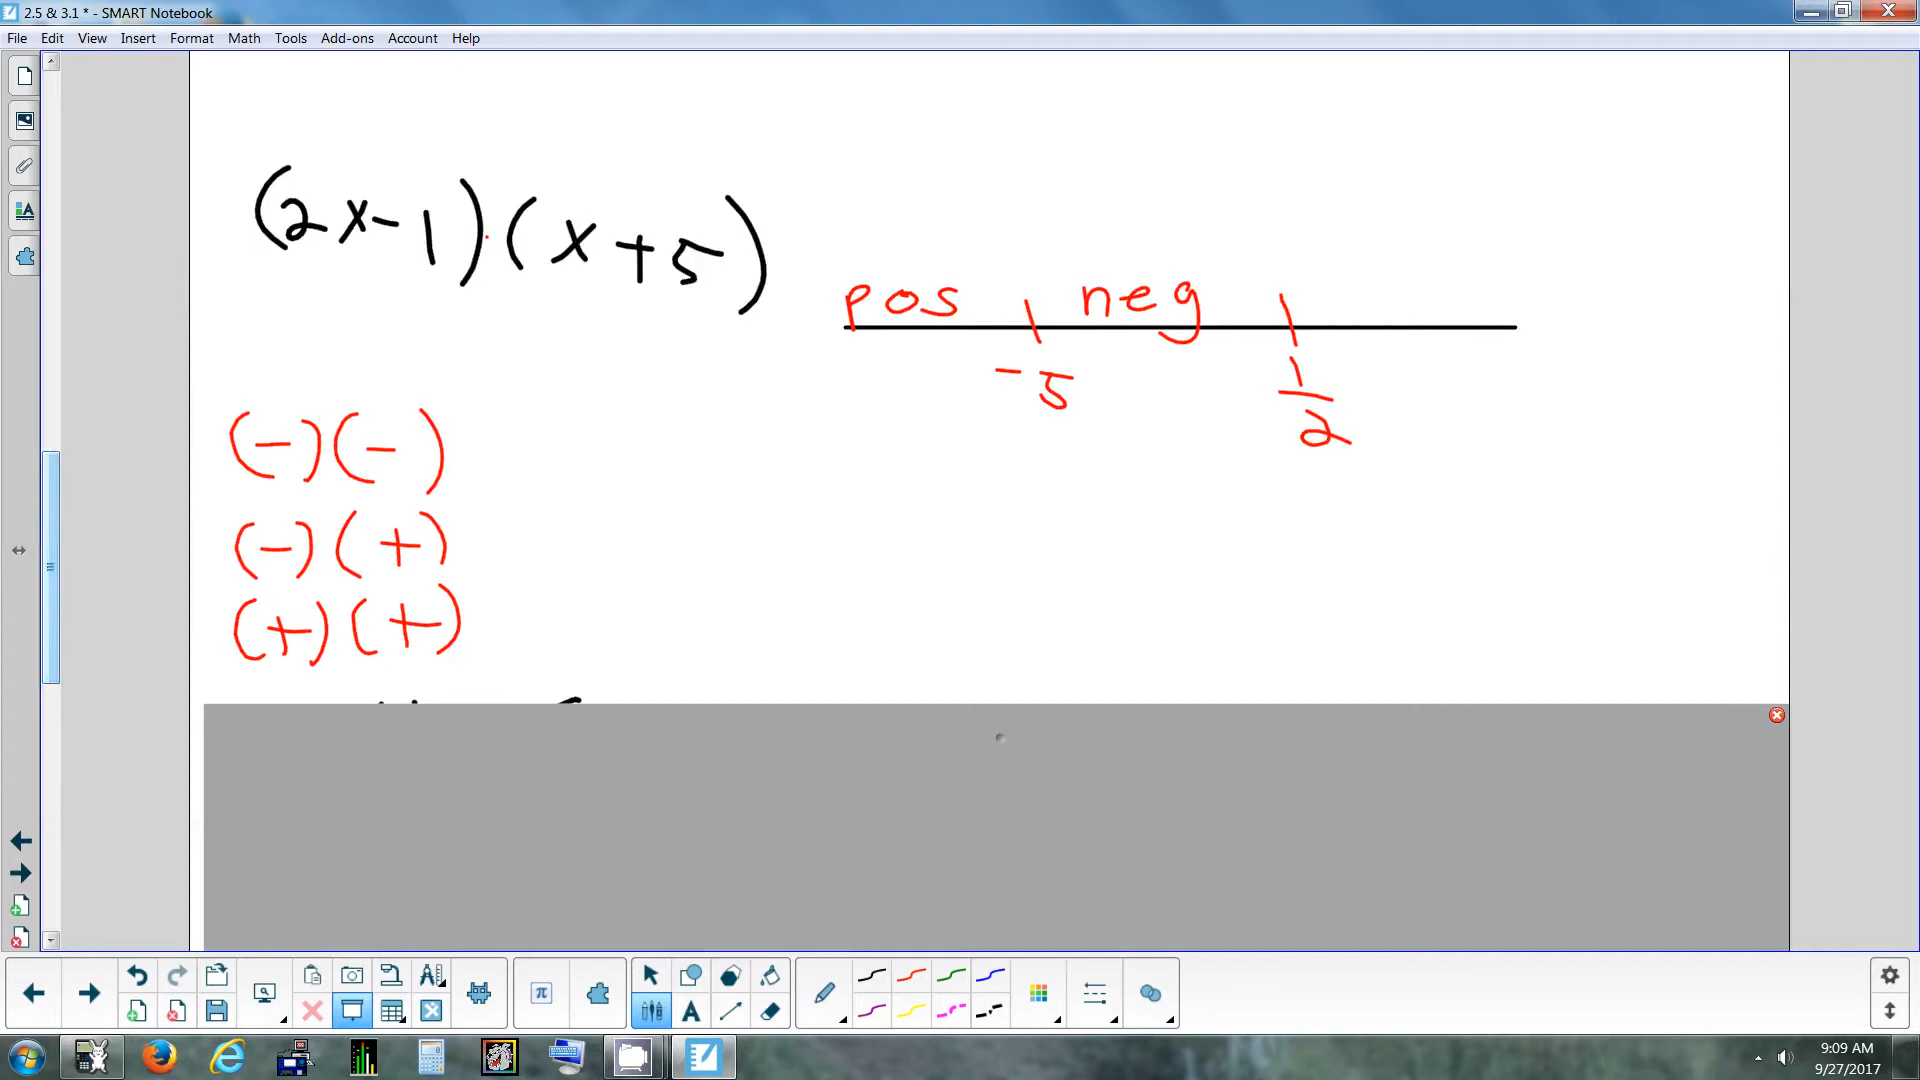 2.5 & 3.1 * - SMART Notebook
File Edit View Insert Format Math Tools Add-ons Account Help
(2x-1)(x+5)
pos neg
-5 1/2
(-)(-)
(-)(+)
(+)(+)
π
A
9:09 AM
9/27/2017